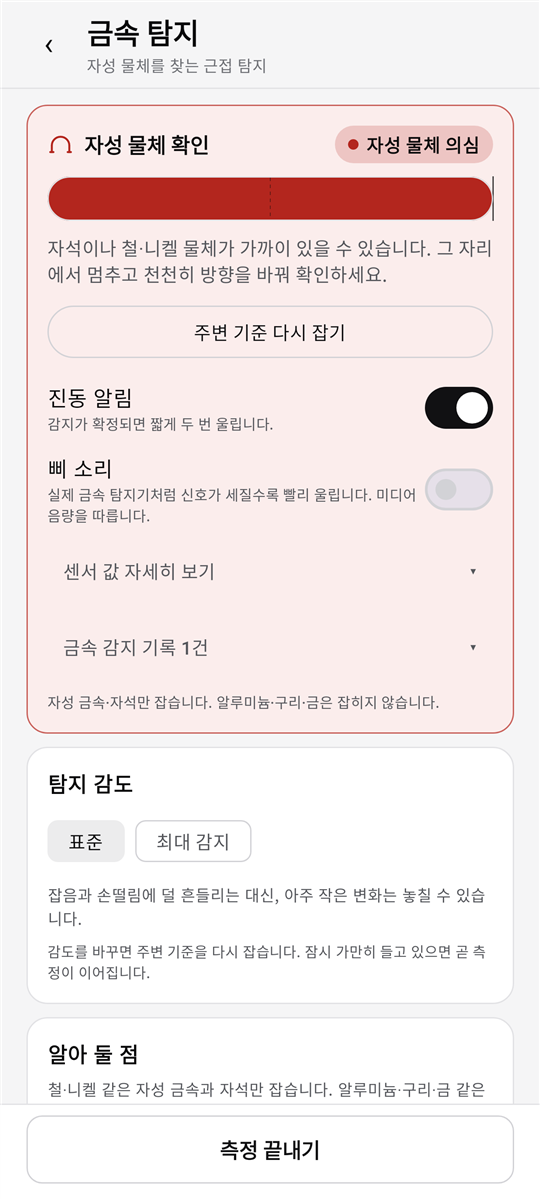 금속 탐지
자성 물체를 찾는 근접 탐지
자성 물체 확인
자성 물체 의심
자석이나 철·니켈 물체가 가까이 있을 수 있습니다. 그 자리
에서 멈추고 천천히 방향을 바꿔 확인하세요.
주변 기준 다시 잡기
진동 알림
감지가 확정되면 짧게 두 번 울립니다.
삐 소리
실제 금속 탐지기처럼 신호가 세질수록 빨리 울립니다. 미디어
음량을 따릅니다.
센서 값 자세히 보기
금속 감지 기록 1건
자성 금속·자석만 잡습니다. 알루미늄·구리·금은 잡히지 않습니다.
탐지 감도
표준
최대 감지
잡음과 손떨림에 덜 흔들리는 대신, 아주 작은 변화는 놓칠 수 있습
니다.
감도를 바꾸면 주변 기준을 다시 잡습니다. 잠시 가만히 들고 있으면 곧 측
정이 이어집니다.
알아 둘 점
철·니켈 같은 자성 금속과 자석만 잡습니다. 알루미늄·구리·금 같은
측정 끝내기